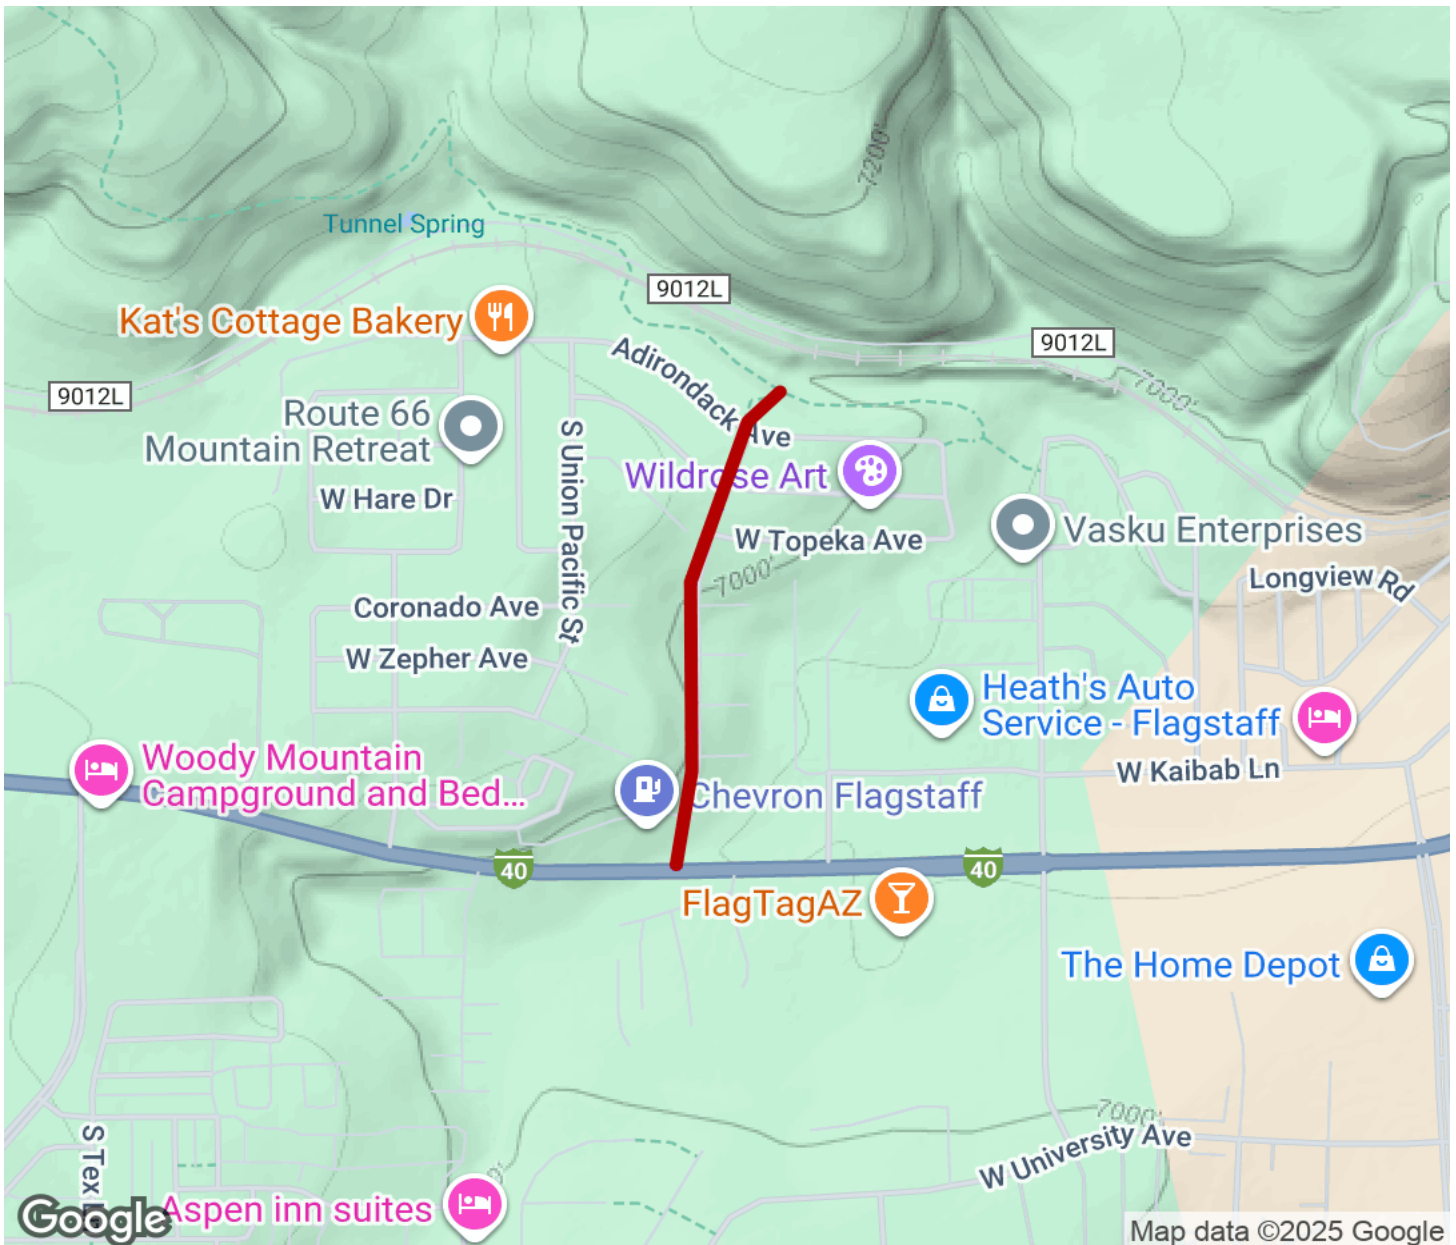 7200'
Tunnel Spring
9012L
Kat's Cottage Bakery
9012L
9012L
Adirondack Ave
7000'
Route 66
Mountain Retreat
S Union Pacific St
Wildrose Art
W Hare Dr
W Topeka Ave
Vasku Enterprises
7000'
Longview Rd
Coronado Ave
W Zepher Ave
Heath's Auto
Service - Flagstaff
Woody Mountain
Campground and Bed...
W Kaibab Ln
Chevron Flagstaff
40
40
FlagTagAZ
The Home Depot
7000'
W University Ave
S Tex
Aspen inn suites
Google
Map data ©2025 Google